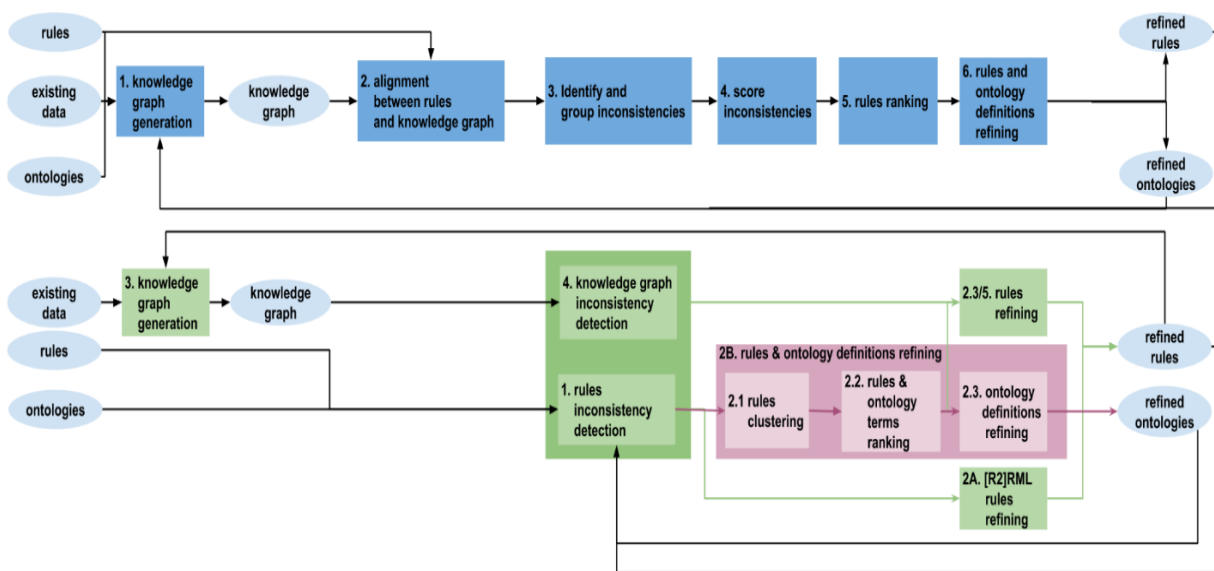 rules
existing
data
ontologies
1. knowledge
graph
generation
knowledge
graph
2. alignment
between rules
and knowledge graph
3. Identify and
group inconsistencies
4. score
inconsistencies
5. rules ranking
6. rules and
ontology
definitions
refining
refined
rules
refined
ontologies
existing
data
rules
ontologies
3. knowledge
graph
generation
knowledge
graph
4. knowledge graph
inconsistency
detection
1. rules
inconsistency
detection
2B. rules & ontology definitions refining
2.1 rules
clustering
2.2. rules &
ontology
terms
ranking
2.3. ontology
definitions
refining
2.3/5. rules
refining
2A. [R2]RML
rules
refining
refined
rules
refined
ontologies